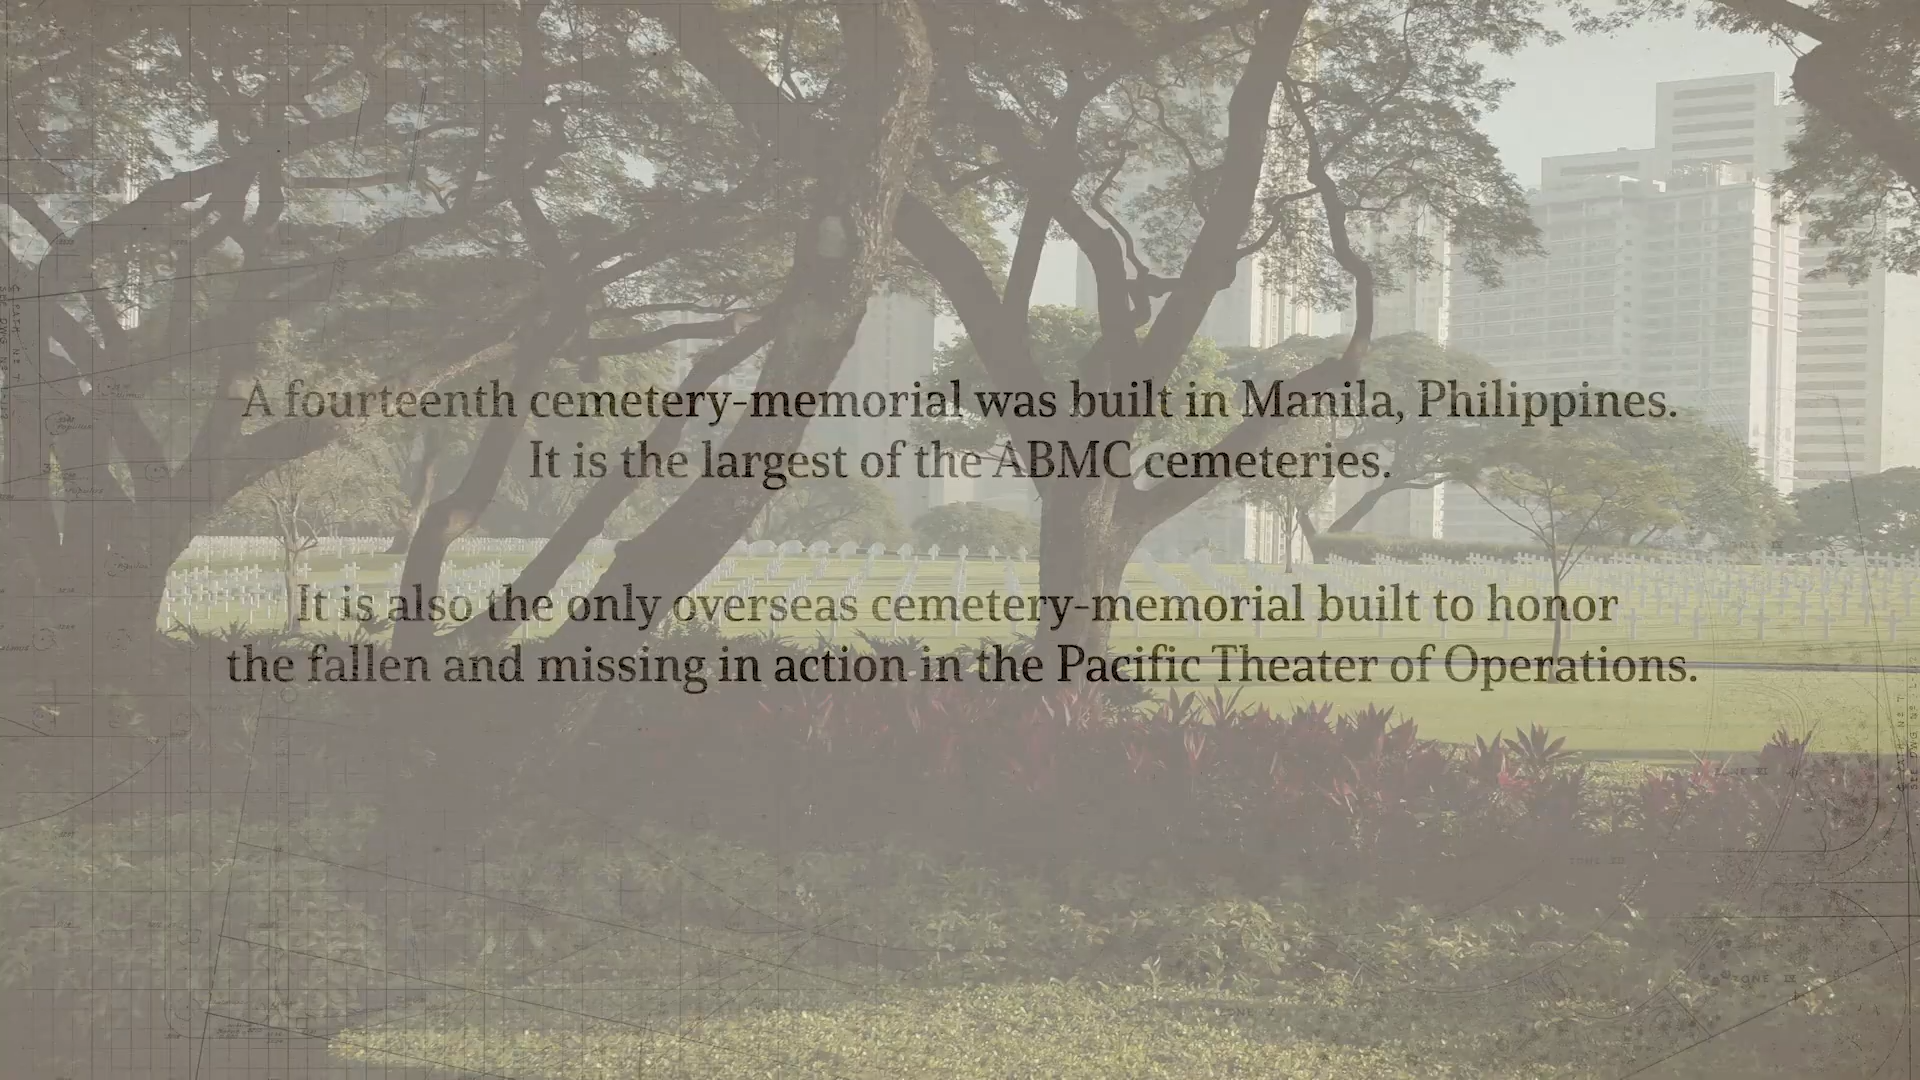 A fourteenth cemetery-memorial was built in Manila, Philippines.
It is the largest of the ABMC cemeteries.
It is also the only overseas cemetery-memorial built to honor
the fallen and missing in action in the Pacific Theater of Operations.
ZONE IV